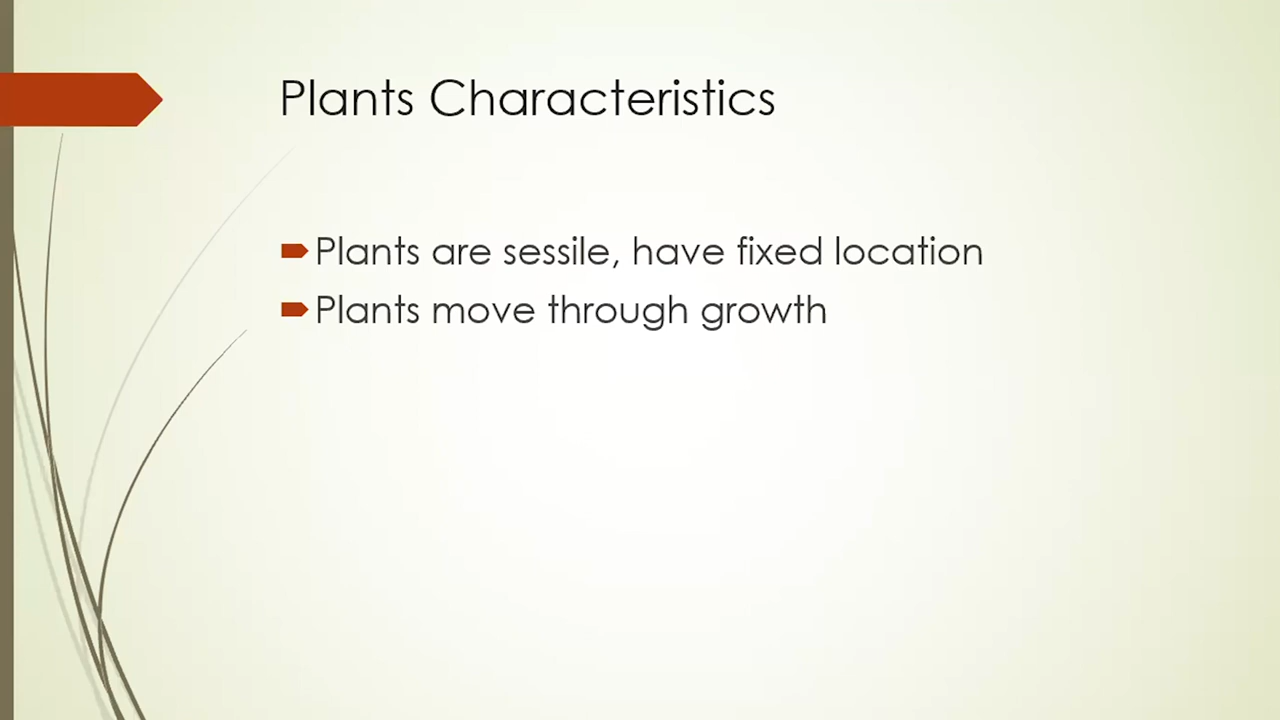 Plants Characteristics
Plants are sessile, have fixed location
Plants move through growth